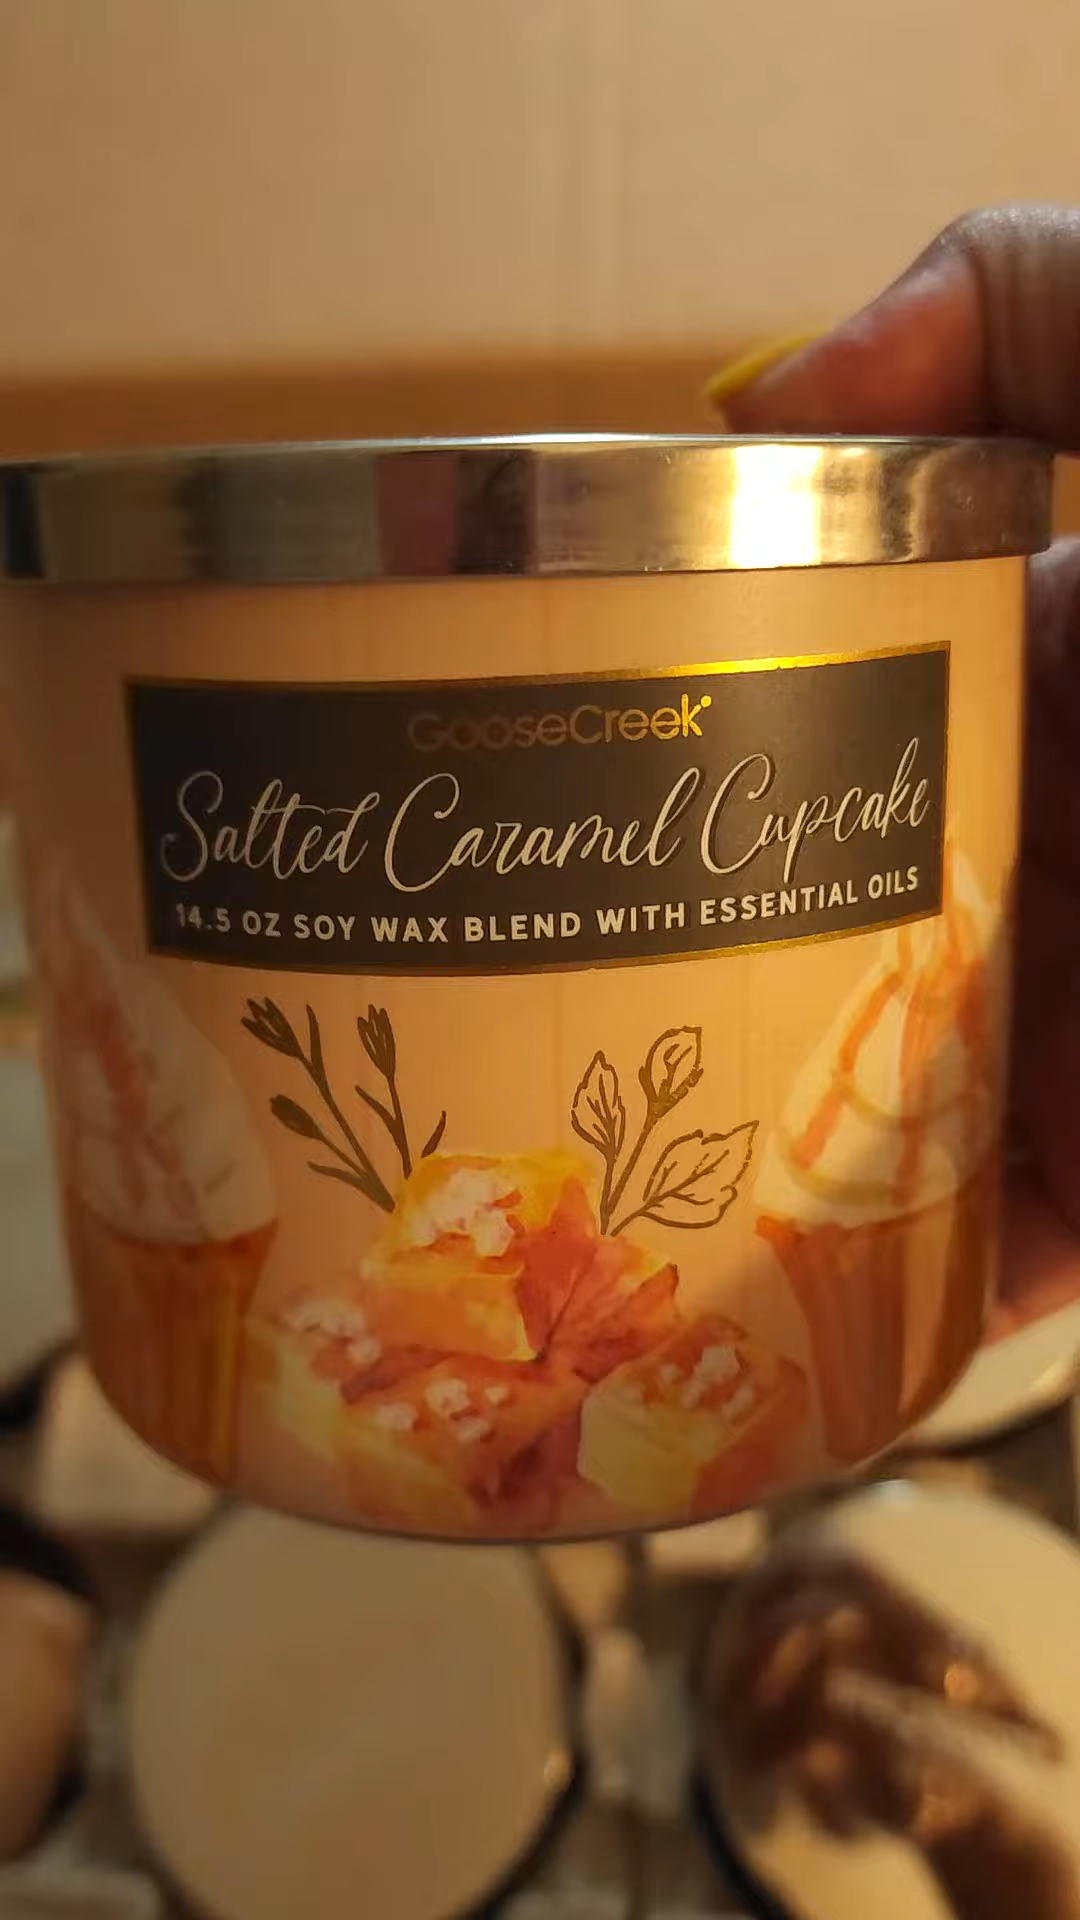 GooseCreek
Salted Caramel Cupcake
14.5 OZ SOY WAX BLEND WITH ESSENTIAL OILS